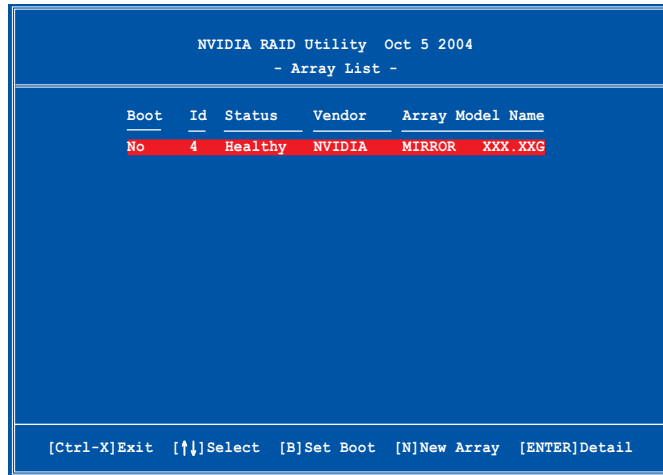 NVIDIA RAID Utility Oct 5 2004
- Array List -
Boot Id Status Vendor Array Model Name
No 4 Healthy NVIDIA MIRROR XXX.XXG
[Ctrl-X]Exit [↑↓]Select [B]Set Boot [N]New Array [ENTER]Detail